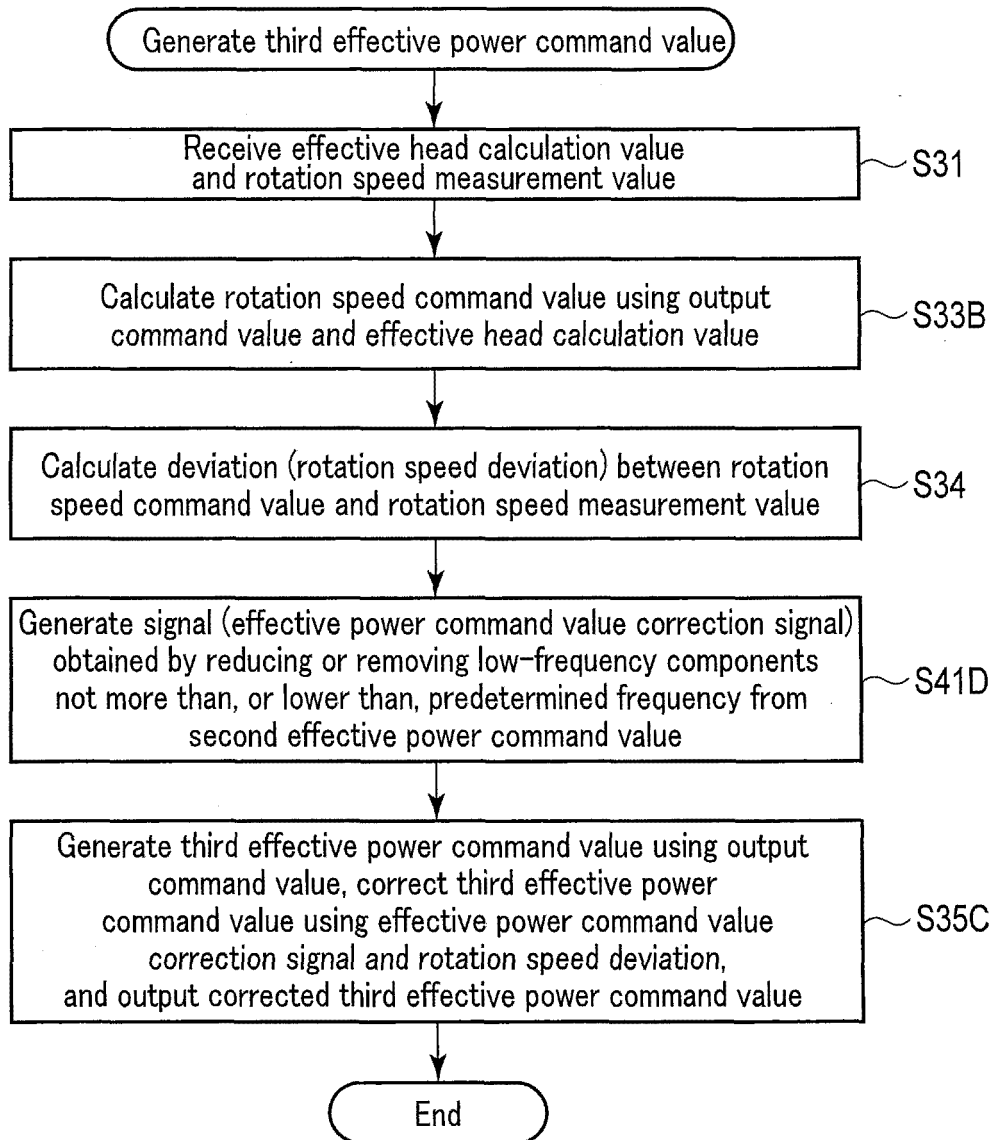 Generate third effective power command value
Receive effective head calculation value
and rotation speed measurement value
S31
Calculate rotation speed command value using output
command value and effective head calculation value
S33B
Calculate deviation (rotation speed deviation) between rotation
speed command value and rotation speed measurement value
S34
Generate signal (effective power command value correction signal)
obtained by reducing or removing low-frequency components
not more than, or lower than, predetermined frequency from
second effective power command value
S41D
Generate third effective power command value using output
command value, correct third effective power
command value using effective power command value
correction signal and rotation speed deviation,
and output corrected third effective power command value
S35C
End